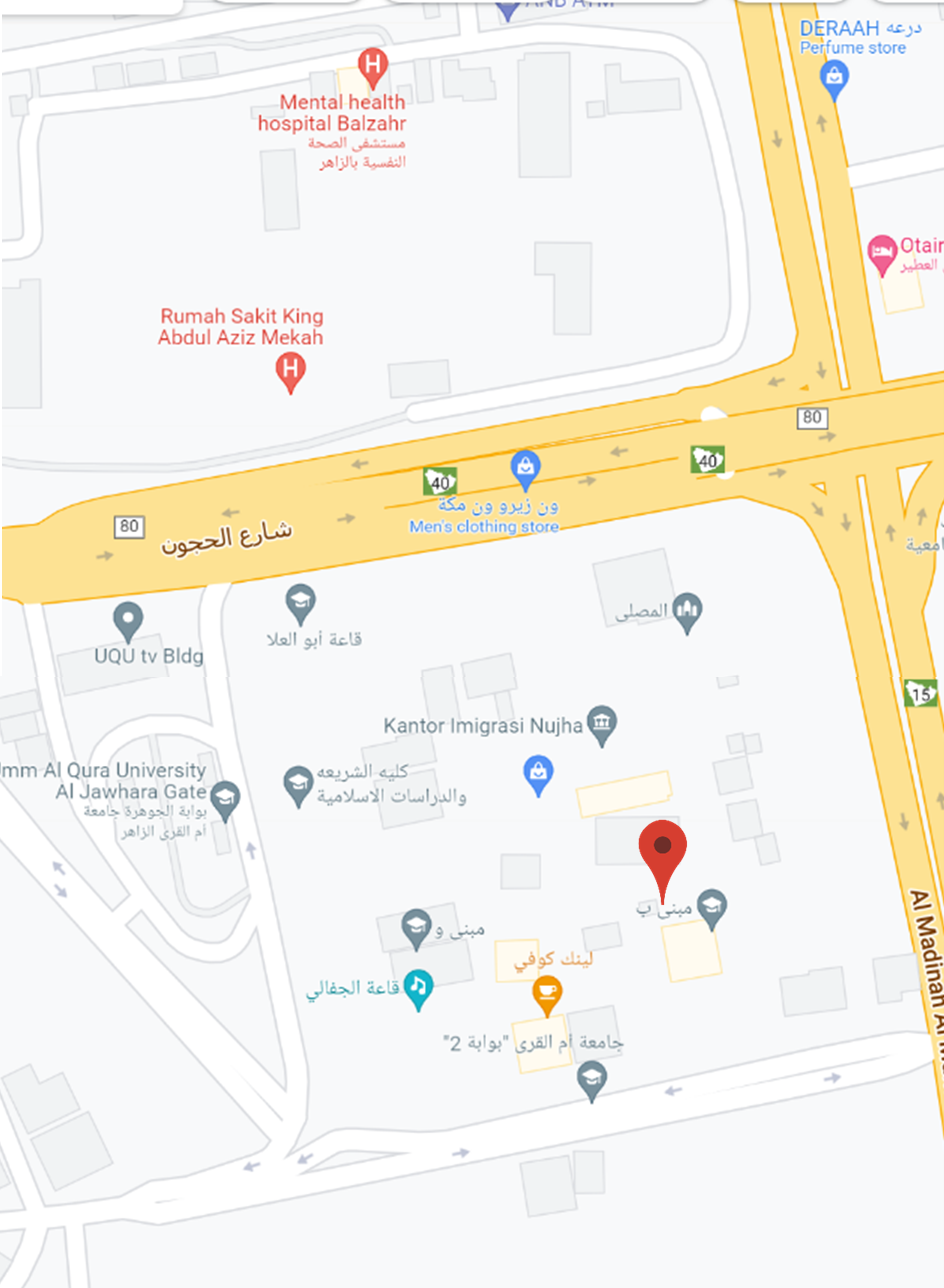 ANB ATM
DERAAH درعه
Perfume store
H
Mental health
hospital Balzahr
مستشفى الصحة
النفسية بالزاهر
Otair
العطير
Rumah Sakit King
Abdul Aziz Mekah
H
80
40
40
ون زيرو ون مكة
Men's clothing store
80
شارع الحجون
امعية
المصلى
قاعة أبو العلا
UQU tv Bldg
15
Kantor Imigrasi Nujha
كليه الشريعه
والدراسات الاسلامية
Umm Al Qura University
Al Jawhara Gate
بوابة الجوهرة جامعة
أم القرى الزاهر
مبنى ب
مبنى و
لينك كوفي
قاعة الجفالي
جامعة أم القرى "بوابة 2"
Al Madinah Al